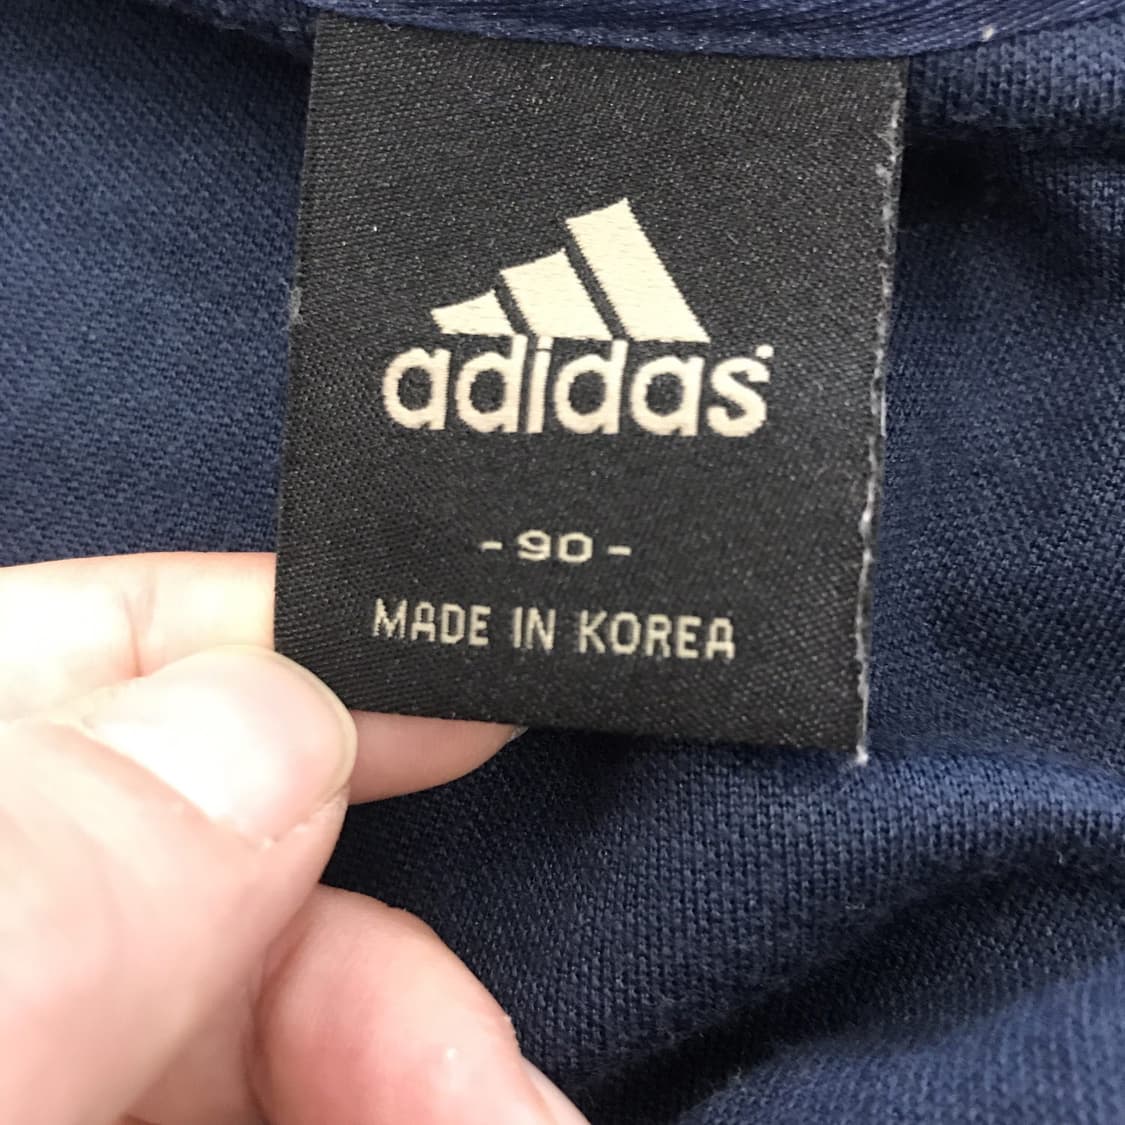 adidas
-90-
MADE IN KOREA